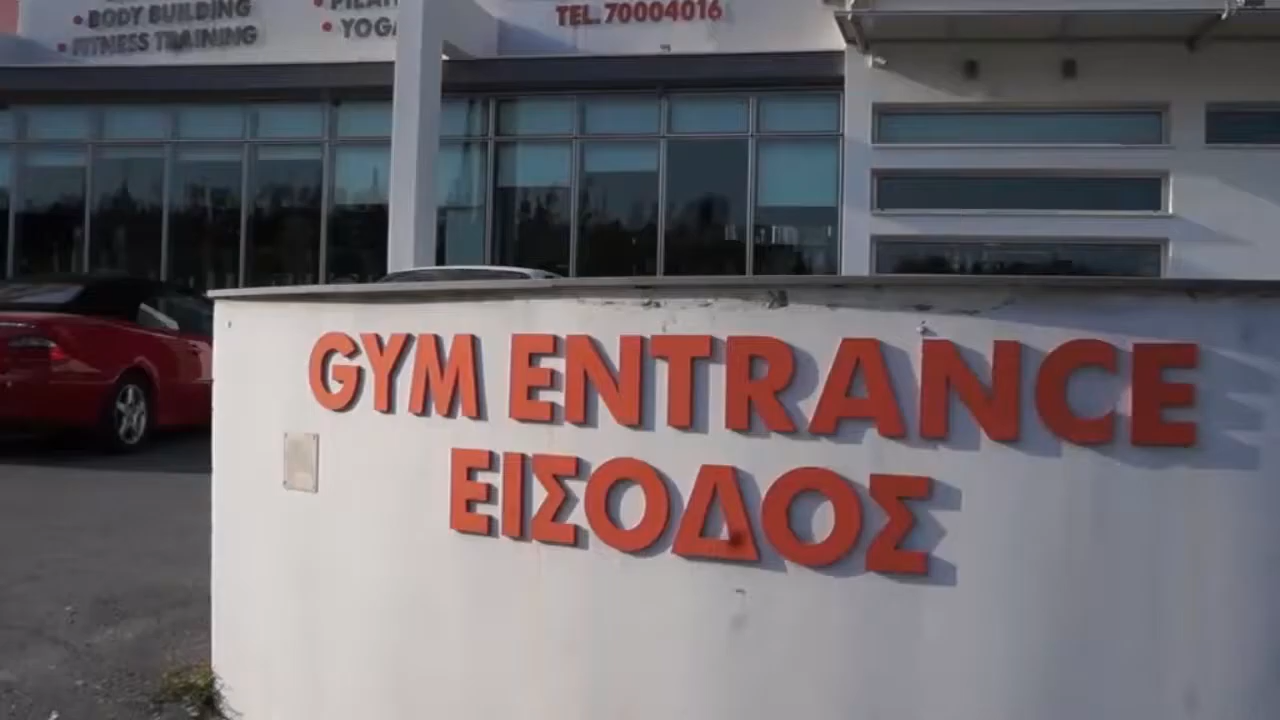 • BODY BUILDING
• FITNESS TRAINING
• YOGA
TEL. 70004016
GYM ENTRANCE
ΕΙΣΟΔΟΣ